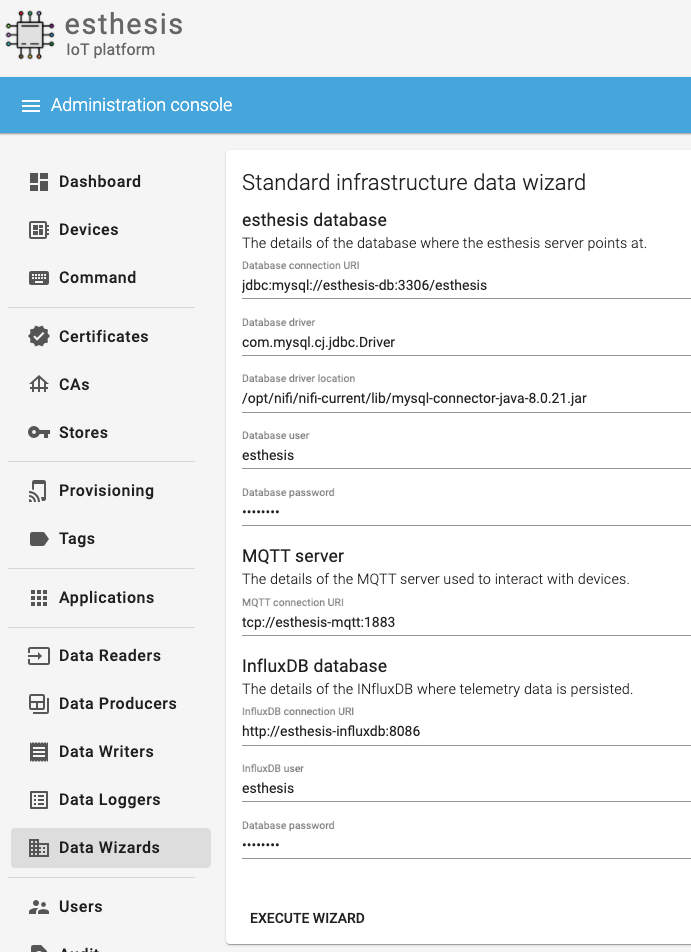 esthesis
IoT platform
Administration console
Dashboard
Devices
Command
Certificates
CAs
Stores
Provisioning
Tags
Applications
Data Readers
Data Producers
Data Writers
Data Loggers
Data Wizards
Users
Audit
Standard infrastructure data wizard
esthesis database
The details of the database where the esthesis server points at.
Database connection URI
jdbc:mysql://esthesis-db:3306/esthesis
Database driver
com.mysql.cj.jdbc.Driver
Database driver location
/opt/nifi/nifi-current/lib/mysql-connector-java-8.0.21.jar
Database user
esthesis
Database password
••••••••
MQTT server
The details of the MQTT server used to interact with devices.
MQTT connection URI
tcp://esthesis-mqtt:1883
InfluxDB database
The details of the INfluxDB where telemetry data is persisted.
InfluxDB connection URI
http://esthesis-influxdb:8086
InfluxDB user
esthesis
Database password
••••••••
EXECUTE WIZARD